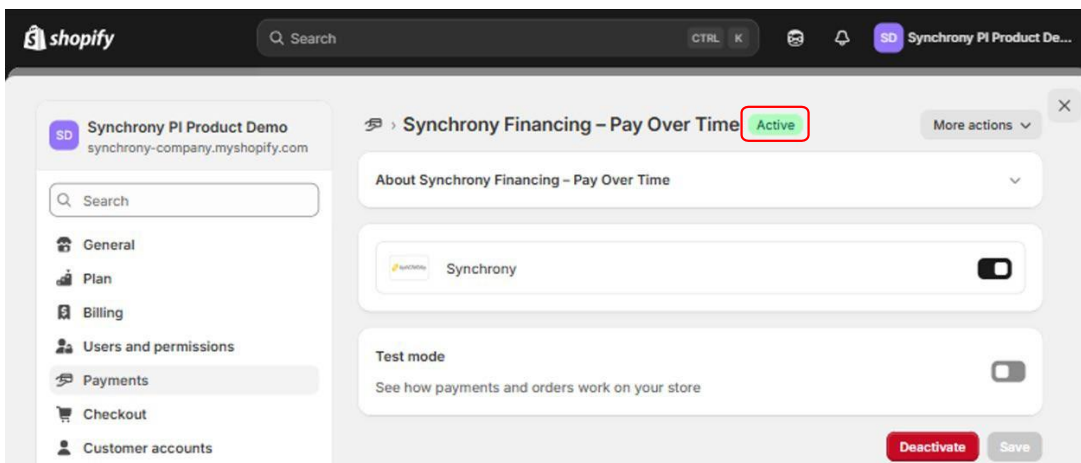 shopify
Search
CTRL K
SD Synchrony PI Product De...
SD
Synchrony PI Product Demo
synchrony-company.myshopify.com
Search
General
Plan
Billing
Users and permissions
Payments
Checkout
Customer accounts
› Synchrony Financing – Pay Over Time Active
More actions
About Synchrony Financing – Pay Over Time
synchrony Synchrony
Test mode
See how payments and orders work on your store
Deactivate Save